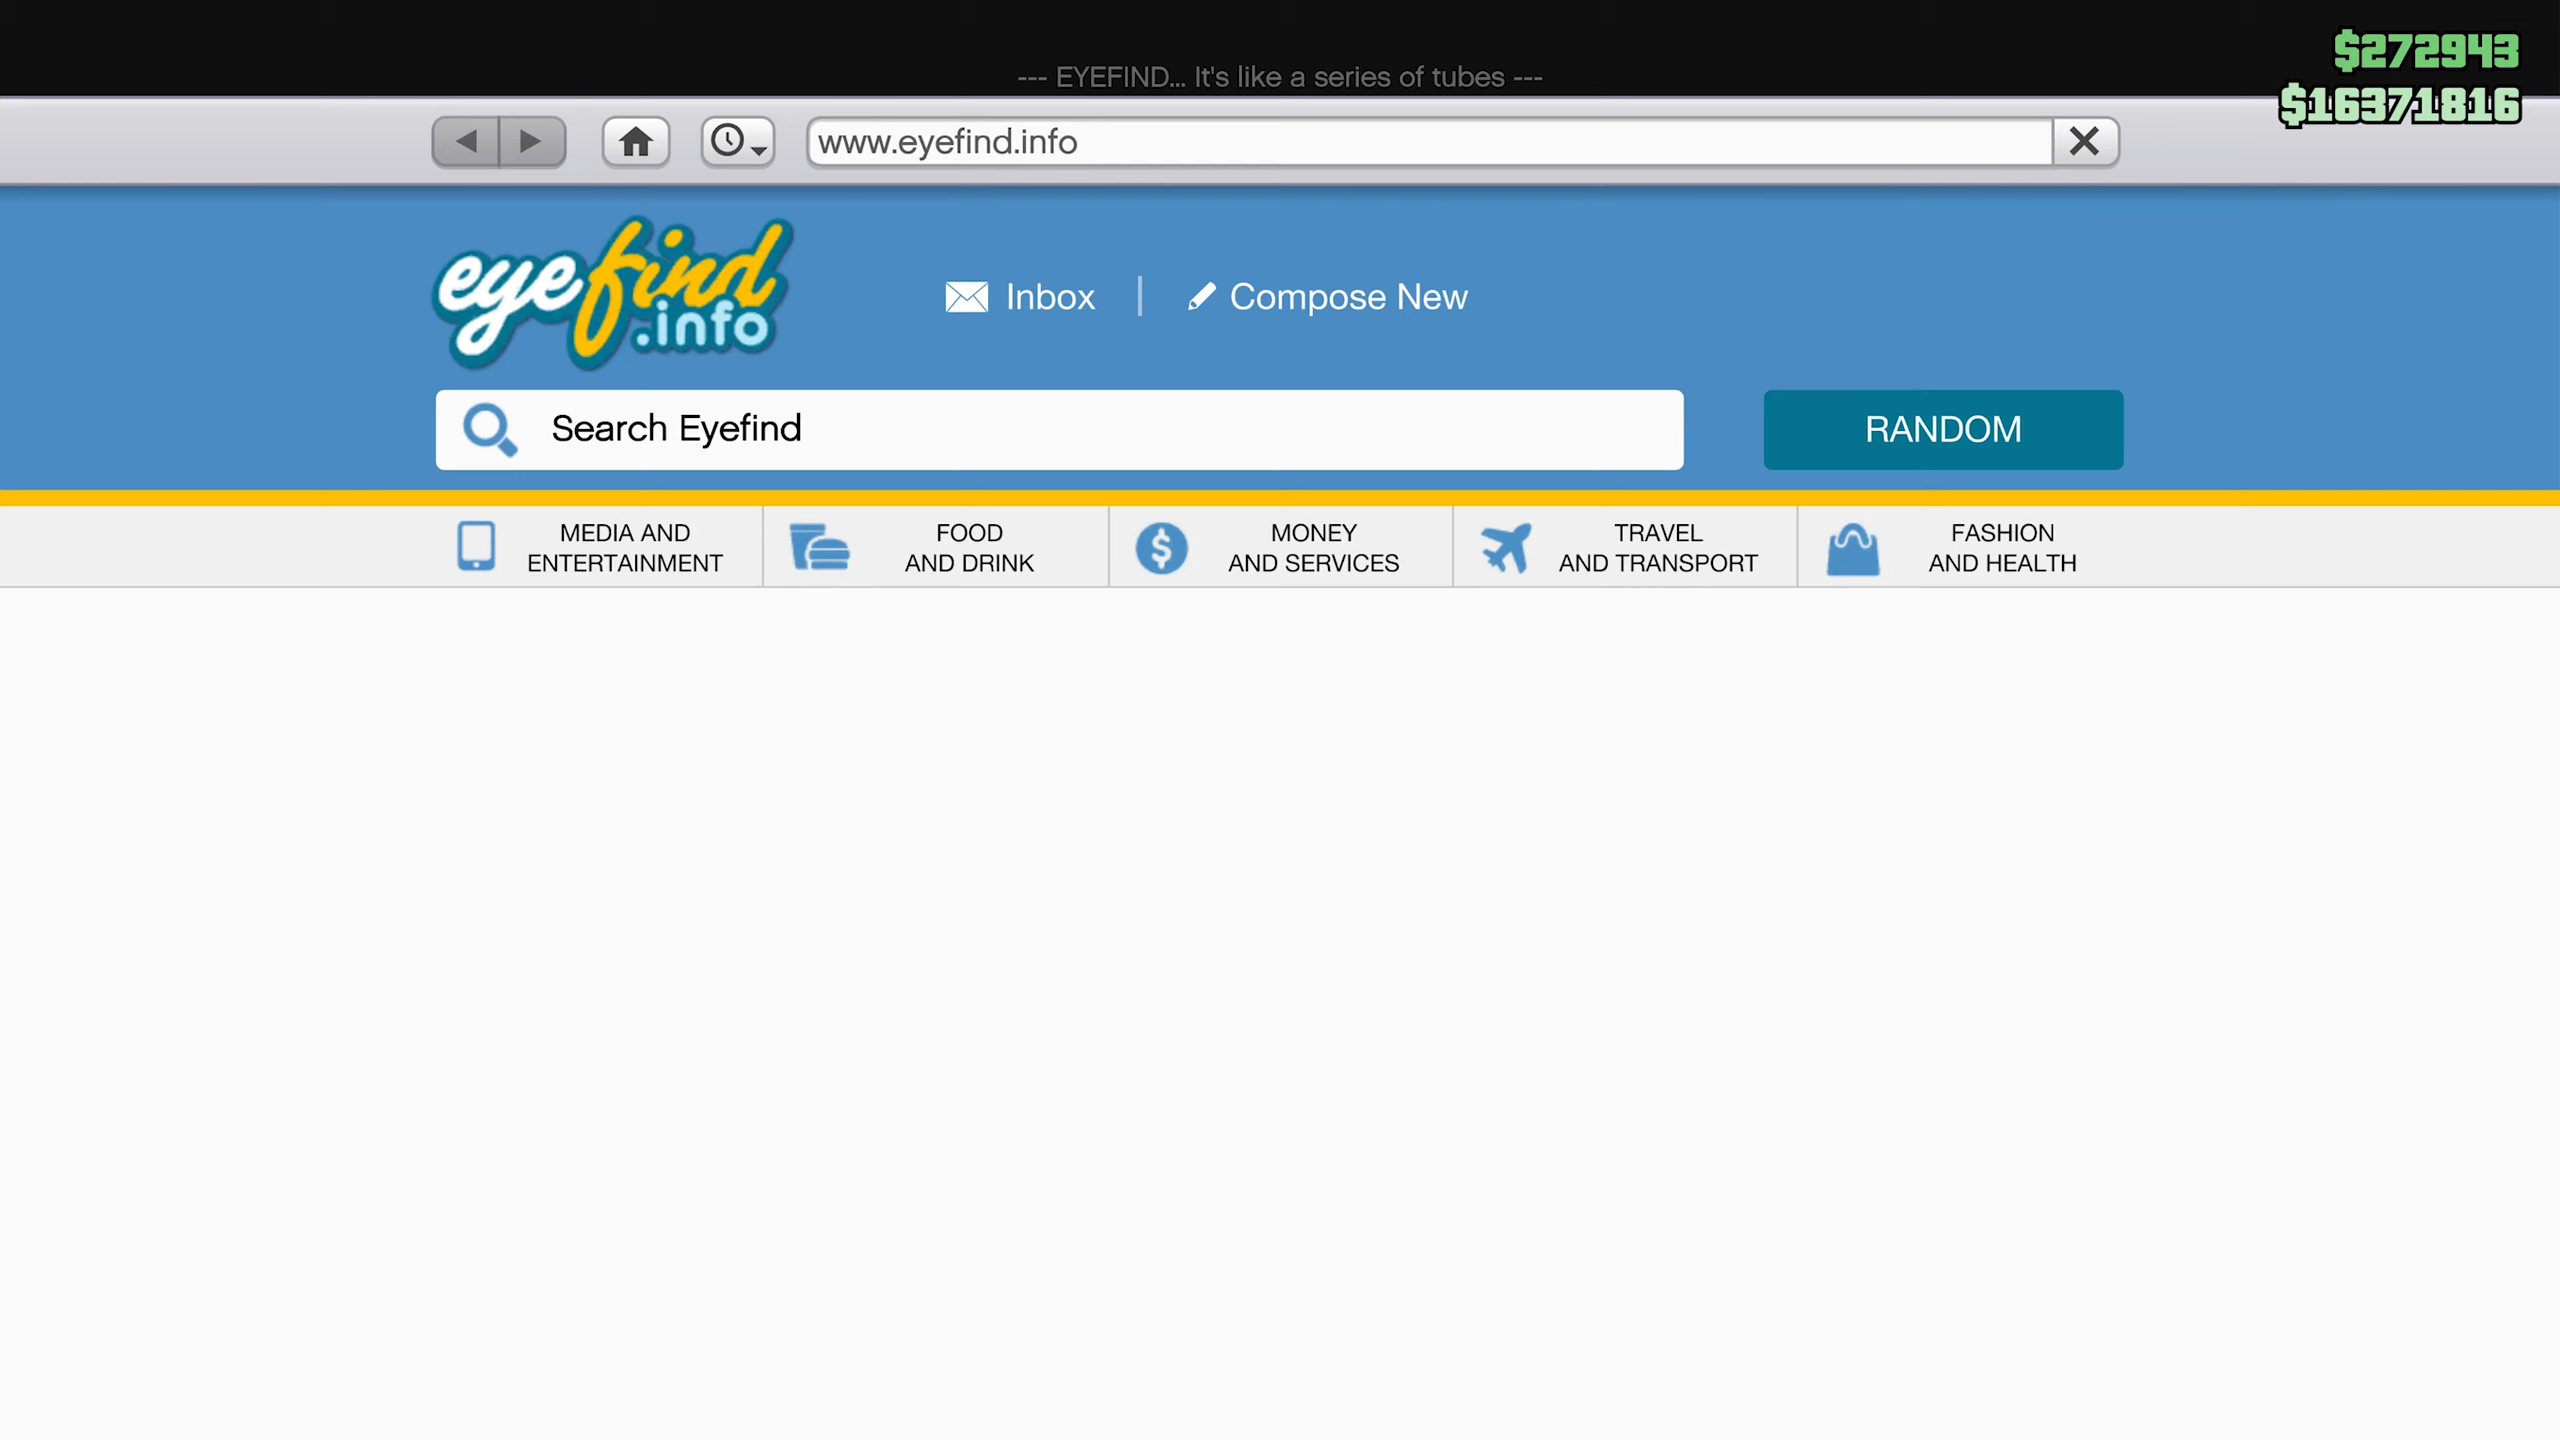 --- EYEFIND... It's like a series of tubes ---
$272943
$16371816
www.eyefind.info
eyefind
.info
Inbox
Compose New
Search Eyefind
RANDOM
MEDIA AND
ENTERTAINMENT
FOOD
AND DRINK
MONEY
AND SERVICES
TRAVEL
AND TRANSPORT
FASHION
AND HEALTH